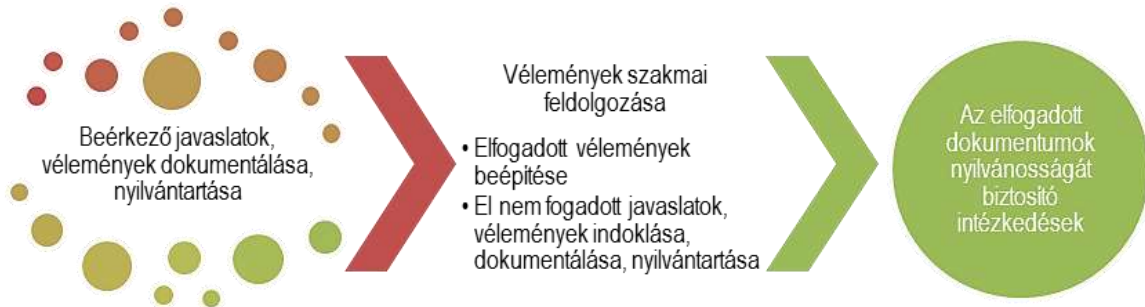 Beérkező javaslatok,
vélemények dokumentálása,
nyilvántartása
Vélemények szakmai
feldolgozása
• Elfogadott vélemények
beépítése
• El nem fogadott javaslatok,
vélemények indoklása,
dokumentálása, nyilvántartása
Az elfogadott
dokumentumok
nyilvánosságát
biztosító
intézkedések